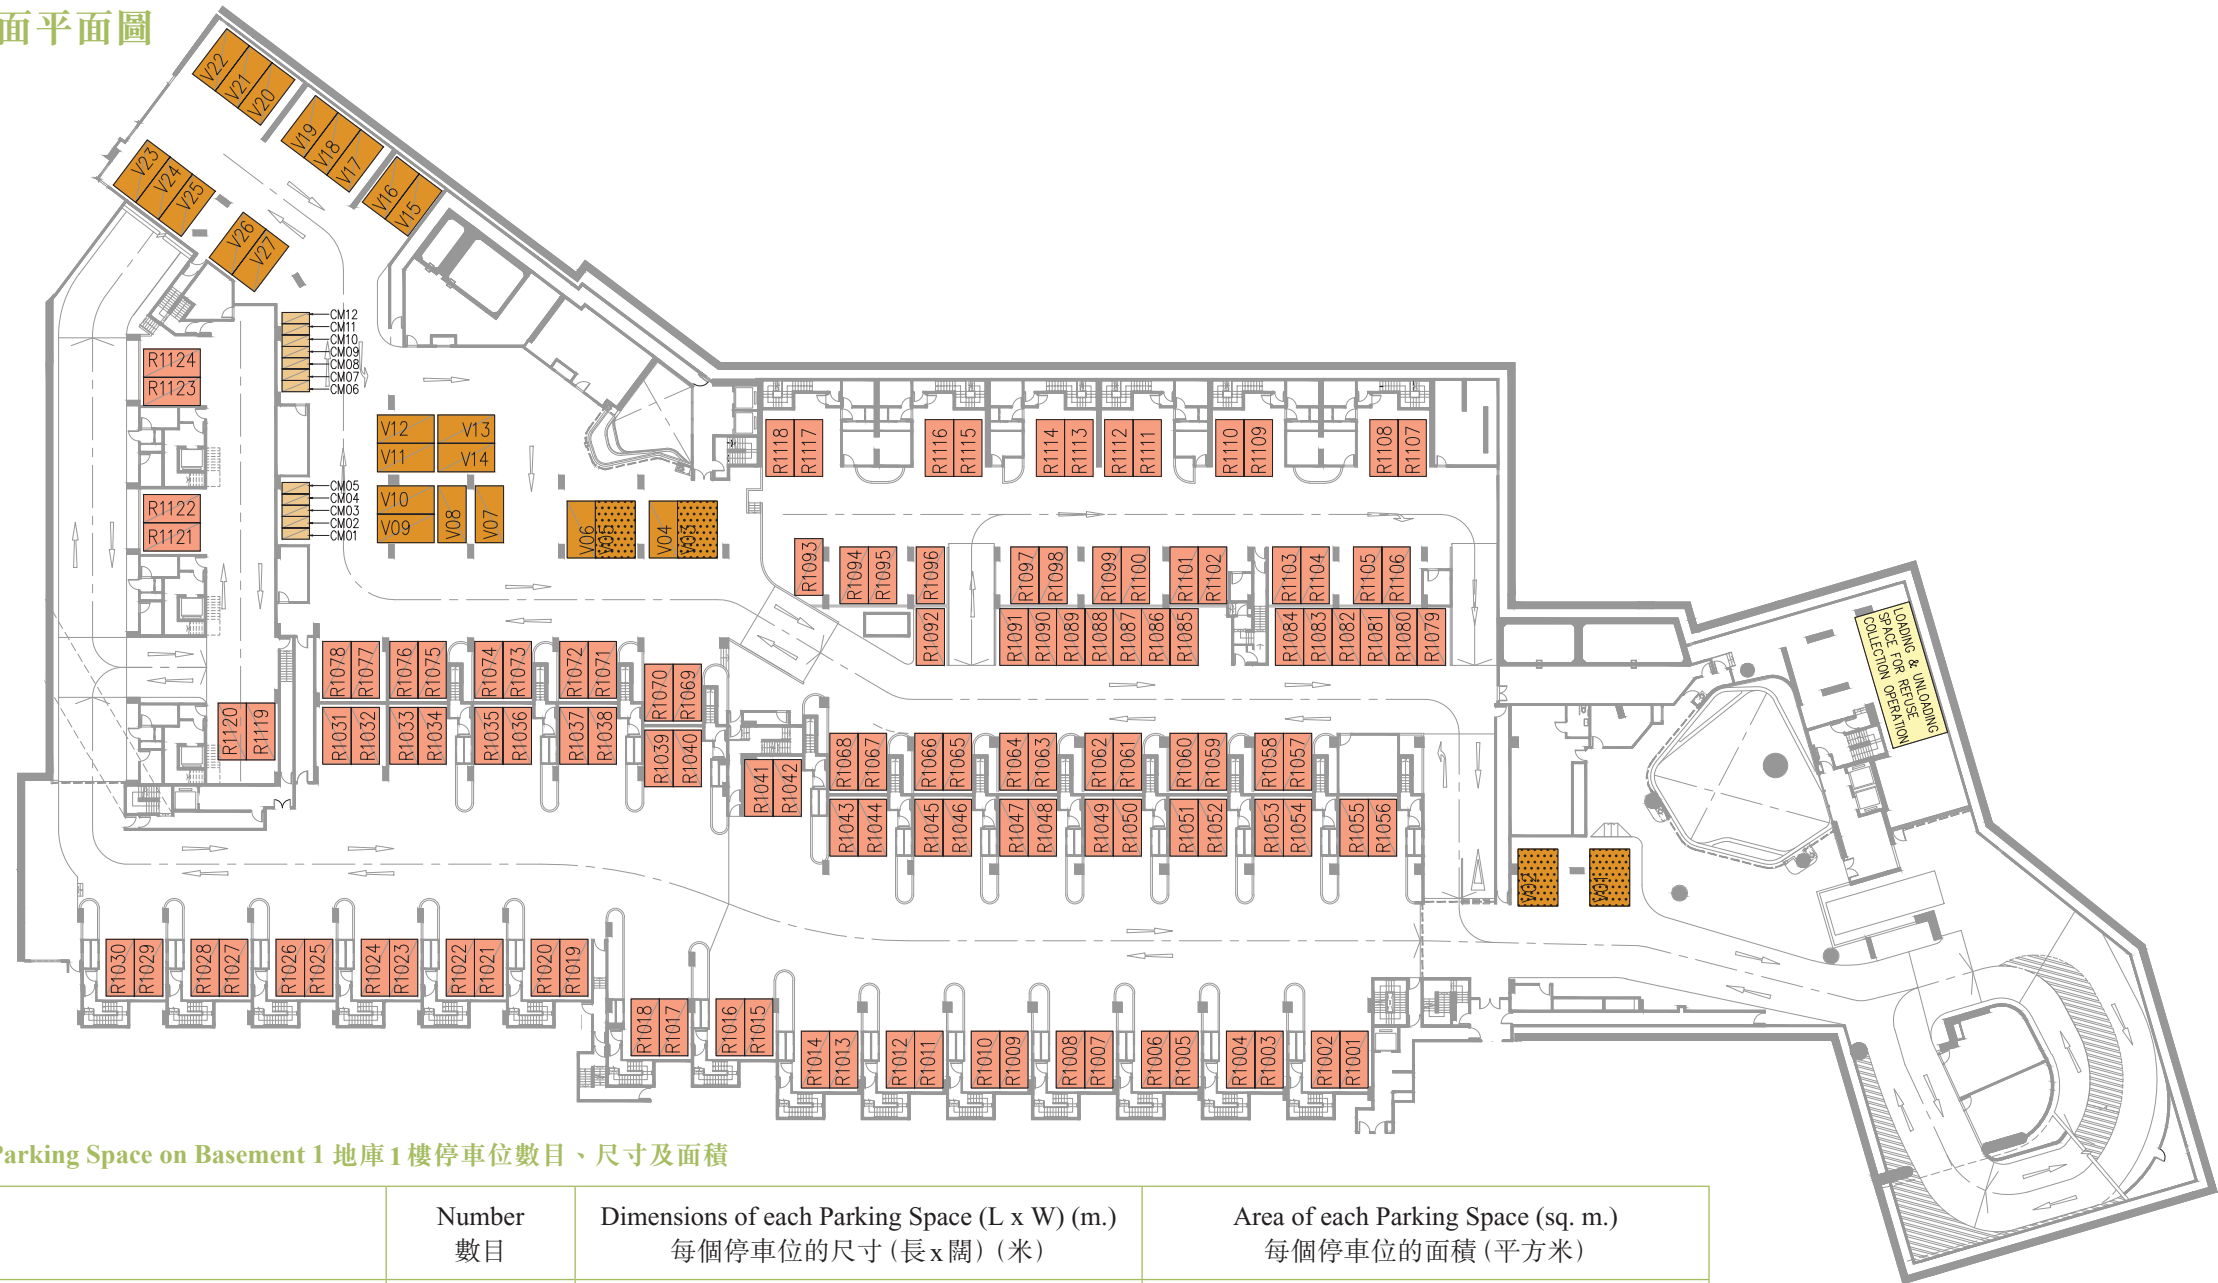 面平面圖
V22
V21
V20
V19
V18
V17
V16
V15
V23
V24
V25
V26
V27
CM12
CM11
CM10
CM09
CM08
CM07
CM06
R1124
R1123
V12
V13
V11
V14
R1118
R1117
R1116
R1115
R1114
R1113
R1112
R1111
R1110
R1109
R1108
R1107
CM05
CM04
CM03
CM02
CM01
R1122
R1121
V10
V09
V08
V07
V06
V05
V04
V03
R1093
R1094
R1095
R1096
R1097
R1098
R1099
R1100
R1101
R1102
R1103
R1104
R1105
R1106
R1092
R1091
R1090
R1089
R1088
R1087
R1086
R1085
R1084
R1083
R1082
R1081
R1080
R1079
LOADING & UNLOADING
SPACE FOR REFUSE
COLLECTION OPERATION
R1078
R1077
R1076
R1075
R1074
R1073
R1072
R1071
R1070
R1069
R1120
R1119
R1031
R1032
R1033
R1034
R1035
R1036
R1037
R1038
R1039
R1040
R1041
R1042
R1068
R1067
R1066
R1065
R1064
R1063
R1062
R1061
R1060
R1059
R1058
R1057
R1043
R1044
R1045
R1046
R1047
R1048
R1049
R1050
R1051
R1052
R1053
R1054
R1055
R1056
V02
V01
R1030
R1029
R1028
R1027
R1026
R1025
R1024
R1023
R1022
R1021
R1020
R1019
R1018
R1017
R1016
R1015
R1014
R1013
R1012
R1011
R1010
R1009
R1008
R1007
R1006
R1005
R1004
R1003
R1002
R1001
Parking Space on Basement 1 地庫1樓停車位數目、尺寸及面積
Number
數目
Dimensions of each Parking Space (L x W) (m.)
每個停車位的尺寸(長x闊)(米)
Area of each Parking Space (sq. m.)
每個停車位的面積(平方米)